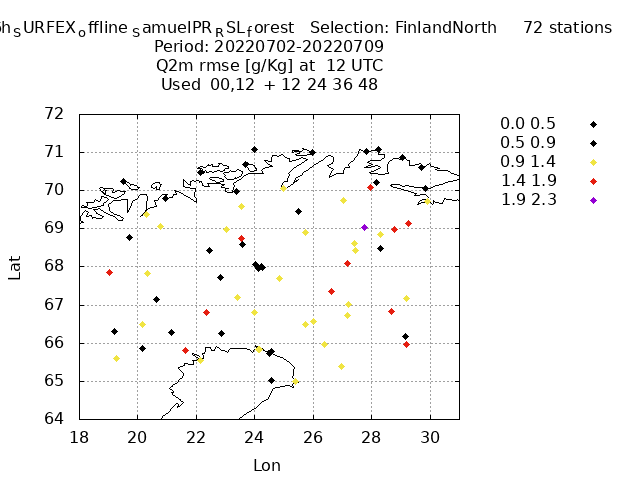 6h_SURFEX_offline_SamuelPR_RSL_forest Selection: FinlandNorth 72 stations
Period: 20220702-20220709
Q2m rmse [g/Kg] at 12 UTC
Used 00,12 + 12 24 36 48
0.0 0.5
0.5 0.9
0.9 1.4
1.4 1.9
1.9 2.3
72
71
70
69
68
67
66
65
64
Lat
18 20 22 24 26 28 30
Lon